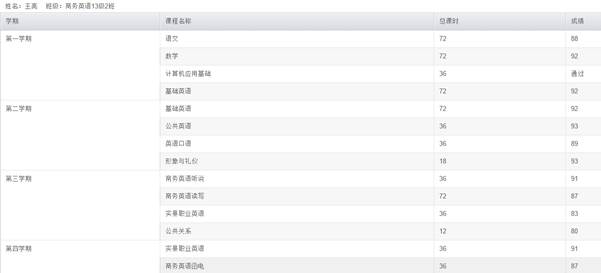 姓名：王高 班级：商务英语13级2班
学期 课程名称 总课时 成绩
第一学期 语文 72 88
数学 72 92
计算机应用基础 36 通过
基础英语 72 92
第二学期 基础英语 72 92
公共英语 36 93
英语口语 36 89
形象与礼仪 18 93
第三学期 商务英语听说 36 91
商务英语读写 72 87
实景职业英语 36 83
公共关系 12 80
第四学期 实景职业英语 36 91
商务英语函电 36 87